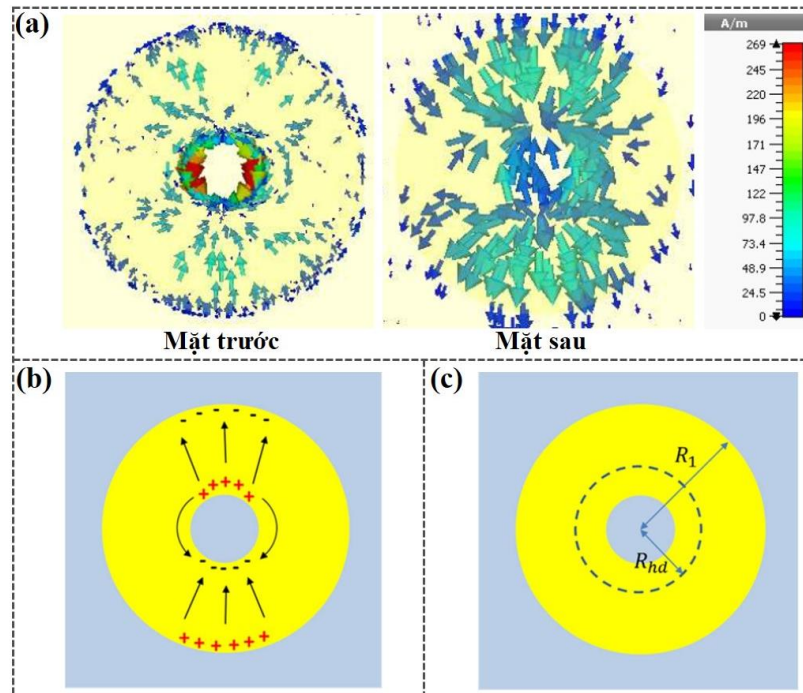 (a)
A/m
269
245
220
196
171
147
122
97.8
73.4
48.9
24.5
0
Mặt trước
Mặt sau
(b)
- - - - - -
+ + + + +
- - - - -
+ + + + + +
(c)
R₁
R_hd